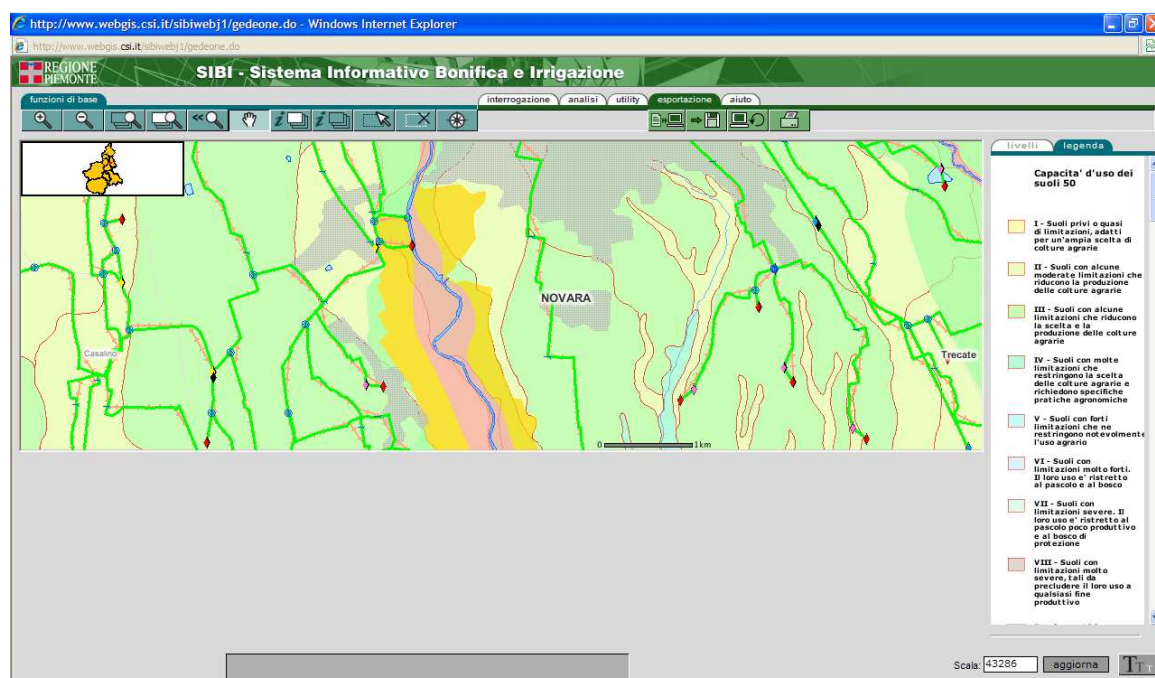 http://www.webgis.csi.it/sibiwebj1/gedeone.do - Windows Internet Explorer
http://www.webgis.csi.it/sibiwebj1/gedeone.do
REGIONE
PIEMONTE
SIBI - Sistema Informativo Bonifica e Irrigazione
funzioni di base
interrogazione analisi utility esportazione aiuto
livelli legenda
Capacita' d'uso dei
suoli 50
I - Suoli privi o quasi
di limitazioni, adatti
per un'ampia scelta di
colture agrarie
II - Suoli con alcune
moderate limitazioni che
riducono la produzione
delle colture agrarie
III - Suoli con alcune
limitazioni che riducono
la scelta e la
produzione delle colture
agrarie
IV - Suoli con molte
limitazioni che
restringono la scelta
delle colture agrarie e
richiedono specifiche
pratiche agronomiche
V - Suoli con forti
limitazioni che ne
restringono notevolmente
l'uso agrario
VI - Suoli con
limitazioni molto forti.
Il loro uso e' ristretto
al pascolo e al bosco
VII - Suoli con
limitazioni severe. Il
loro uso e' ristretto al
pascolo poco produttivo
e al bosco di
protezione
VIII - Suoli con
limitazioni molto
severe, tali da
precludere il loro uso a
qualsiasi fine
produttivo
NOVARA
Casalino
Trecate
0 1km
Scala: 43286 aggiorna TTT